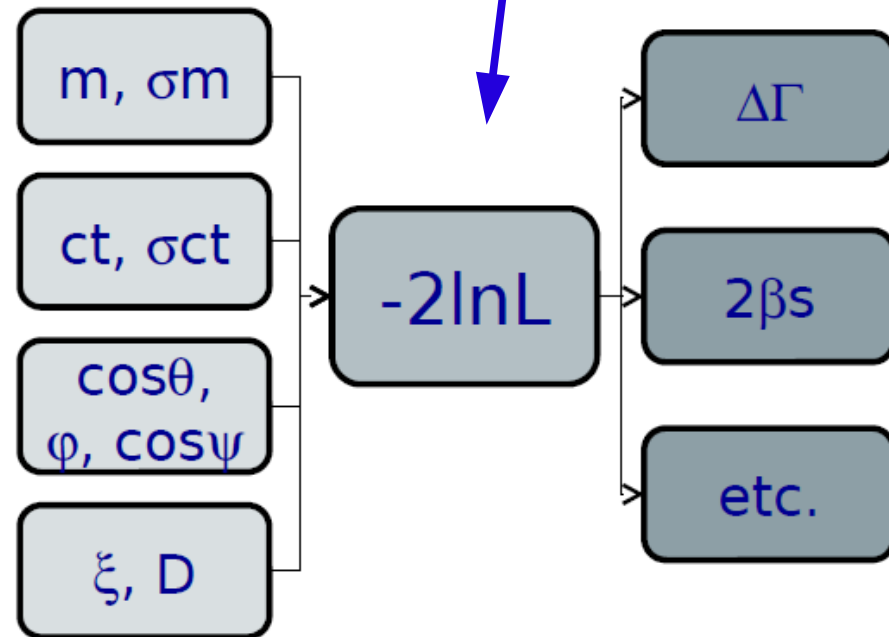 m, σm
ct, σct
cosθ,
φ, cosψ
ξ, D
-2lnL
ΔΓ
2βs
etc.